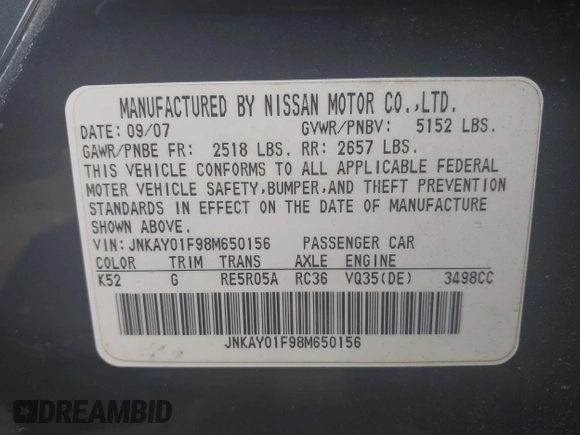 MANUFACTURED BY NISSAN MOTOR CO.,LTD.
DATE: 09/07 GVWR/PNBV: 5152 LBS.
GAWR/PNBE FR: 2518 LBS. RR: 2657 LBS.
THIS VEHICLE CONFORMS TO ALL APPLICABLE FEDERAL
MOTOR VEHICLE SAFETY,BUMPER,AND THEFT PREVENTION
STANDARDS IN EFFECT ON THE DATE OF MANUFACTURE
SHOWN ABOVE.
VIN: JNKAY01F98M650156 PASSENGER CAR
COLOR TRIM TRANS AXLE ENGINE
K52 G RE5R05A RC36 VQ35(DE) 3498CC
JNKAY01F98M650156
DREAMBID